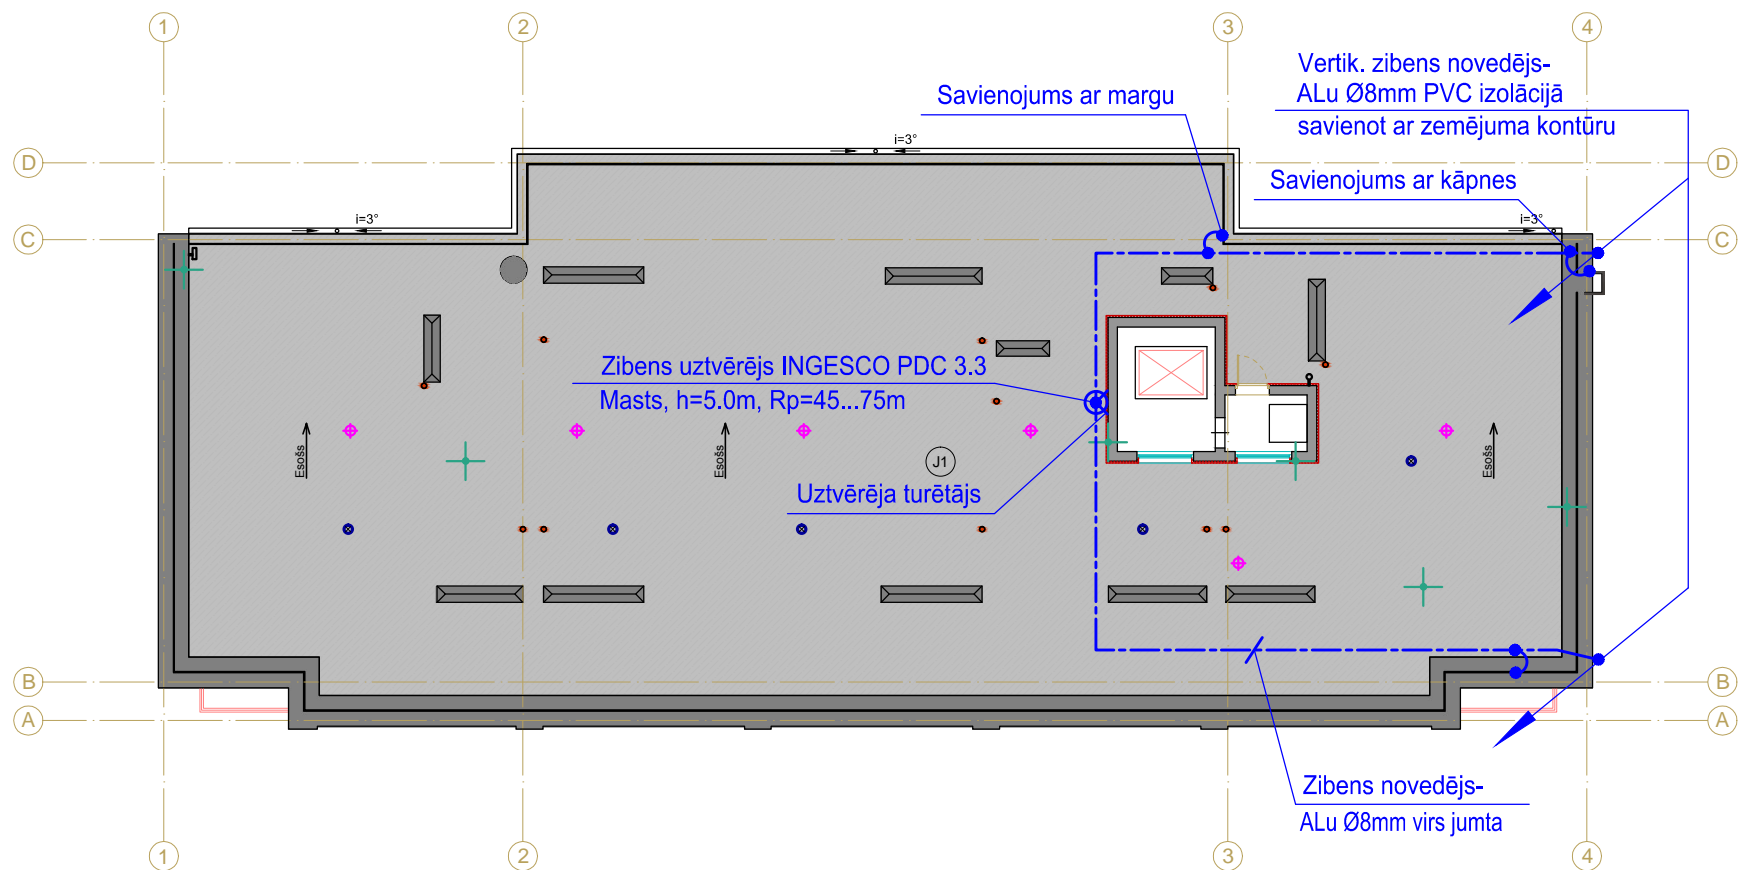 1
2
3
4
Vertik. zibens novedējs-
ALu Ø8mm PVC izolācijā
savienot ar zemējuma kontūru
Savienojums ar margu
i=3°
D
D
Savienojums ar kāpnes
i=3°
i=3°
C
C
Zibens uztvērējs INGESCO PDC 3.3
Masts, h=5.0m, Rp=45...75m
Esošs
Esošs
J1
Esošs
Uztvērēja turētājs
B
B
A
A
Zibens novedējs-
ALu Ø8mm virs jumta
1
2
3
4